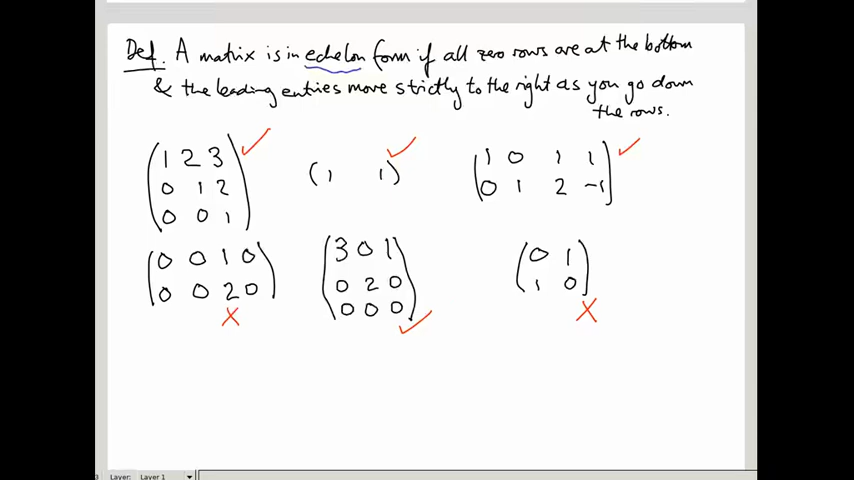 Def. A matrix is in echelon form if all zero rows are at the bottom
& the leading entries move strictly to the right as you go down
the rows.
(1 2 3) (1 1) (1 0 1 1)
(0 1 2) (0 1 2 -1)
(0 0 1)
(0 0 1 0) (3 0 1) (0 1)
(0 0 2 0) (0 2 0) (1 0)
(0 0 0)
Layer: Layer 1